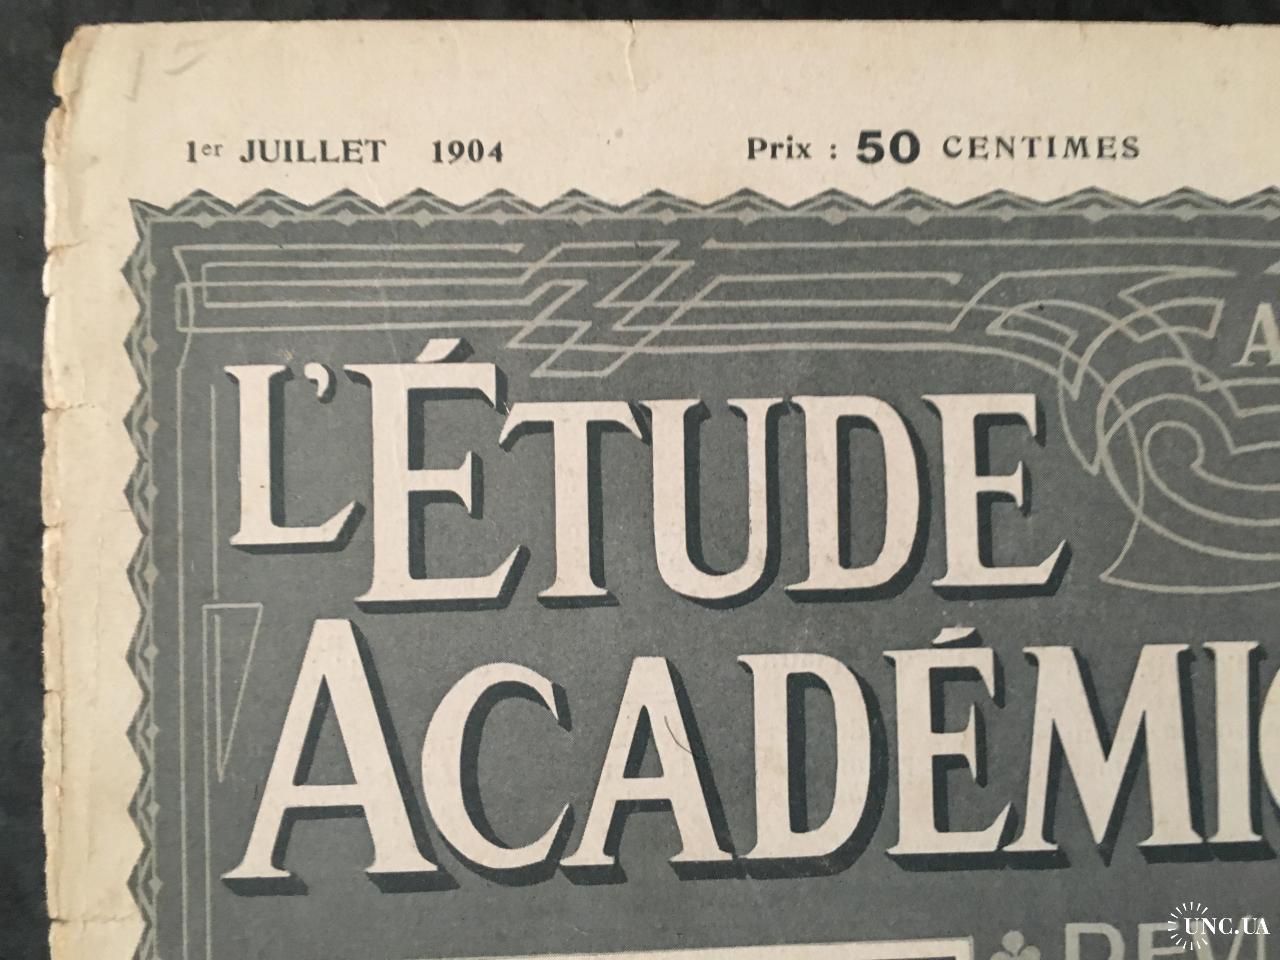 1er JUILLET 1904 Prix : 50 CENTIMES
L'ÉTUDE
ACADÉMI
UNC.UA